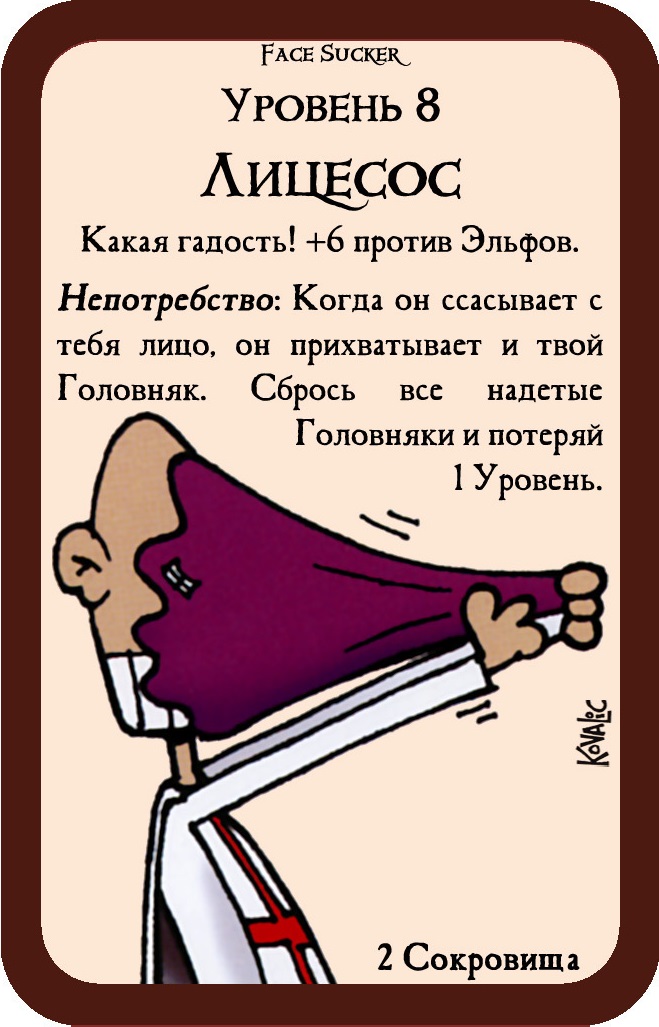 Face Sucker
Уровень 8
Лицесос
Какая гадость! +6 против Эльфов.
Непотребство: Когда он ссасывает с
тебя лицо, он прихватывает и твой
Головняк. Сбрось все надетые
Головняки и потеряй
1 Уровень.
Kovalic
2 Сокровища